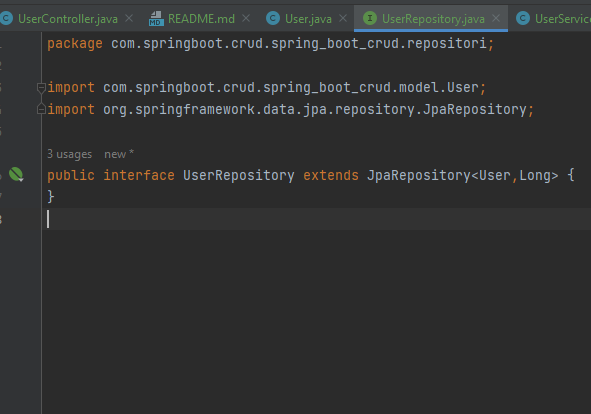 UserController.java README.md User.java UserRepository.java UserServic
package com.springboot.crud.spring_boot_crud.repositori;
import com.springboot.crud.spring_boot_crud.model.User;
import org.springframework.data.jpa.repository.JpaRepository;
3 usages new *
public interface UserRepository extends JpaRepository<User,Long> {
}